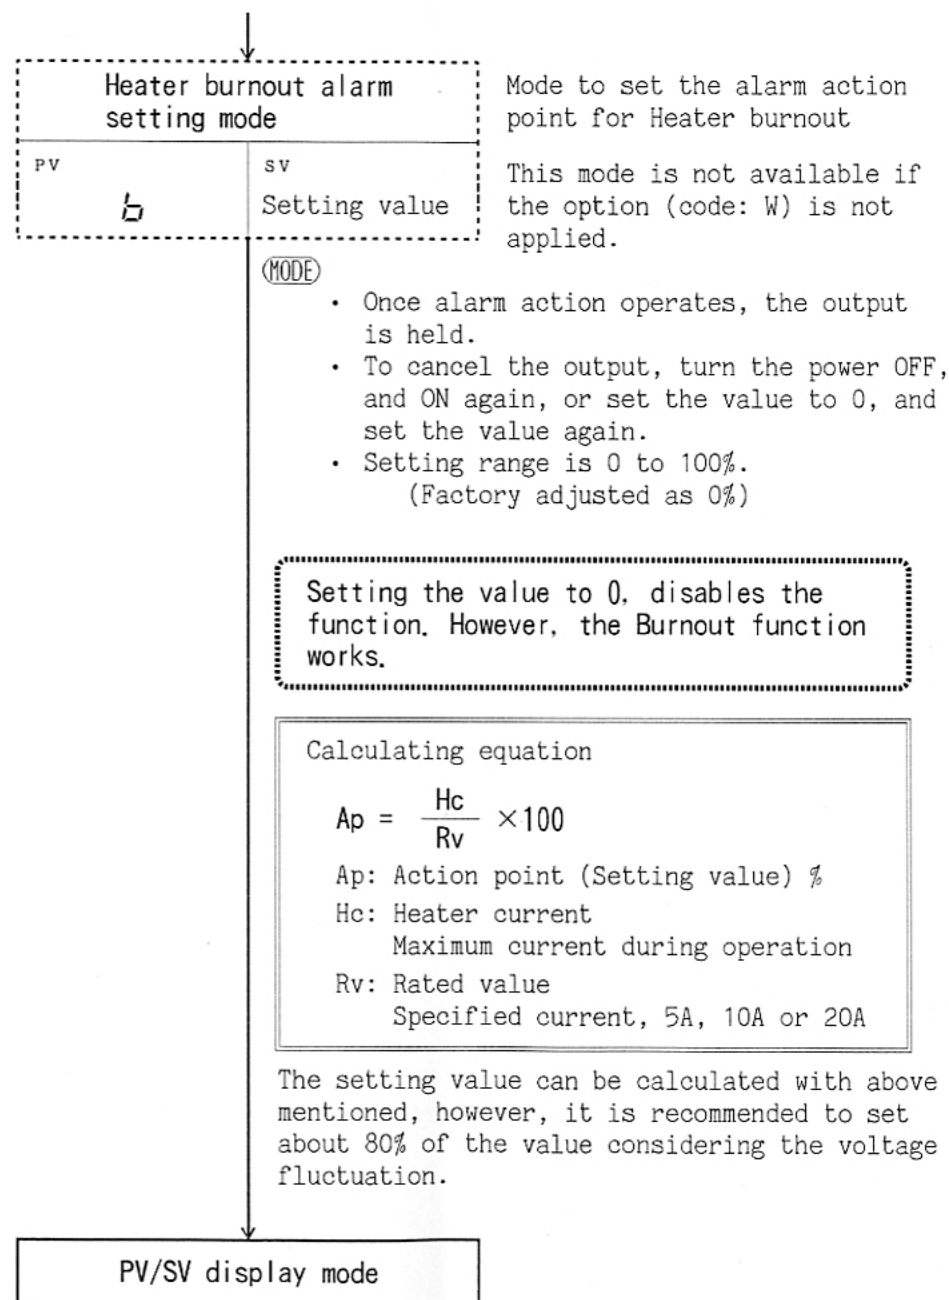 Heater burnout alarm
setting mode
PV
SV
b
Setting value
Mode to set the alarm action
point for Heater burnout
This mode is not available if
the option (code: W) is not
applied.
MODE
・ Once alarm action operates, the output
is held.
・ To cancel the output, turn the power OFF,
and ON again, or set the value to 0, and
set the value again.
・ Setting range is 0 to 100%.
(Factory adjusted as 0%)
Setting the value to 0, disables the
function. However, the Burnout function
works.
Calculating equation
Ap = Hc/Rv ×100
Ap: Action point (Setting value) %
Hc: Heater current
Maximum current during operation
Rv: Rated value
Specified current, 5A, 10A or 20A
The setting value can be calculated with above
mentioned, however, it is recommended to set
about 80% of the value considering the voltage
fluctuation.
PV/SV display mode